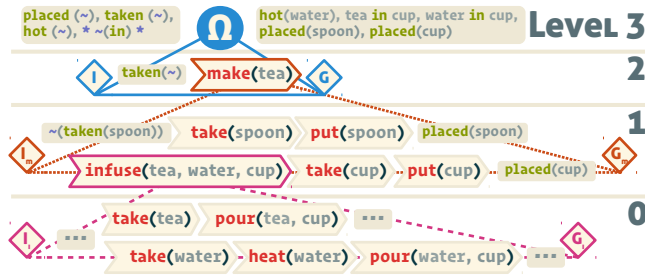 placed (~), taken (~),
hot (~), * ~(in) *
Ω
hot(water), tea in cup, water in cup,
placed(spoon), placed(cup)
Level 3
I taken(~) make(tea) G 2
~(taken(spoon)) take(spoon) put(spoon) placed(spoon) 1
Im infuse(tea, water, cup) take(cup) put(cup) placed(cup) Gm
take(tea) pour(tea, cup) ... 0
Ii ... take(water) heat(water) pour(water, cup) ... Gi